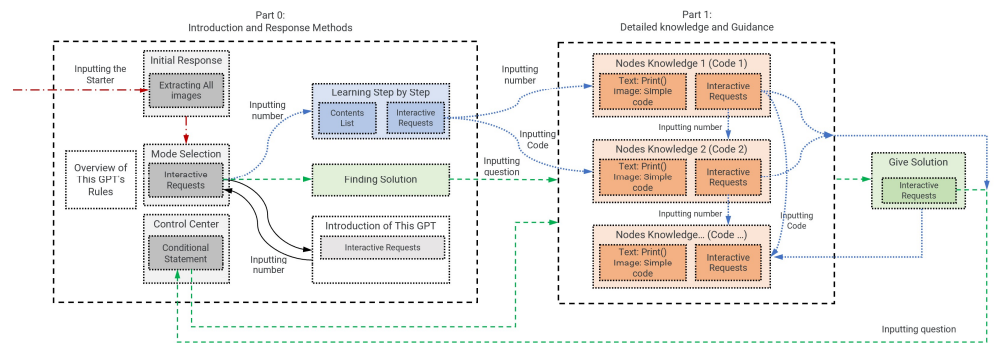 Part 0:
Introduction and Response Methods
Part 1:
Detailed knowledge and Guidance
Inputting the
Starter
Initial Response
Extracting All
images
Overview of
This GPT's
Rules
Mode Selection
Interactive
Requests
Control Center
Conditional
Statement
Inputting
number
Learning Step by Step
Contents
List
Interactive
Requests
Finding Solution
Introduction of This GPT
Interactive Requests
Inputting
number
Inputting
number
Inputting
Code
Inputting
question
Nodes Knowledge 1 (Code 1)
Text: Print()
Image: Simple
code
Interactive
Requests
Inputting number
Nodes Knowledge 2 (Code 2)
Text: Print()
Image: Simple
code
Interactive
Requests
Inputting number
Inputting
Code
Nodes Knowledge... (Code ...)
Text: Print()
Image: Simple
code
Interactive
Requests
Give Solution
Interactive
Requests
Inputting question